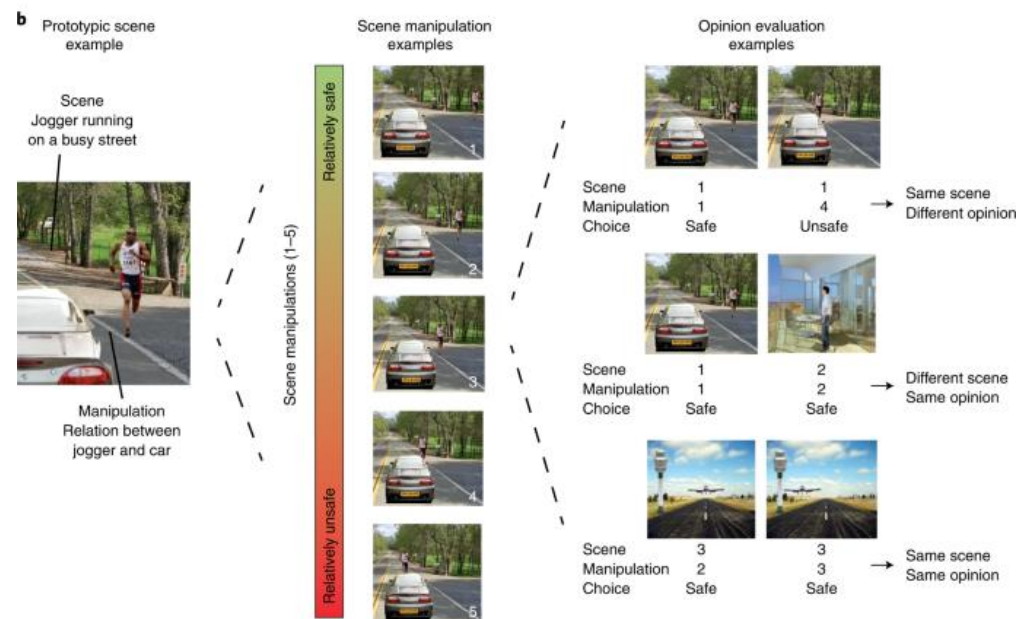 b
Prototypic scene
example
Scene
Jogger running
on a busy street
Manipulation
Relation between
jogger and car
Scene manipulation
examples
Scene manipulations (1–5)
Relatively safe
Relatively unsafe
1
2
3
4
5
Opinion evaluation
examples
Scene 1 1
Manipulation 1 4
Choice Safe Unsafe
Same scene
Different opinion
Scene 1 2
Manipulation 1 2
Choice Safe Safe
Different scene
Same opinion
Scene 3 3
Manipulation 2 3
Choice Safe Safe
Same scene
Same opinion